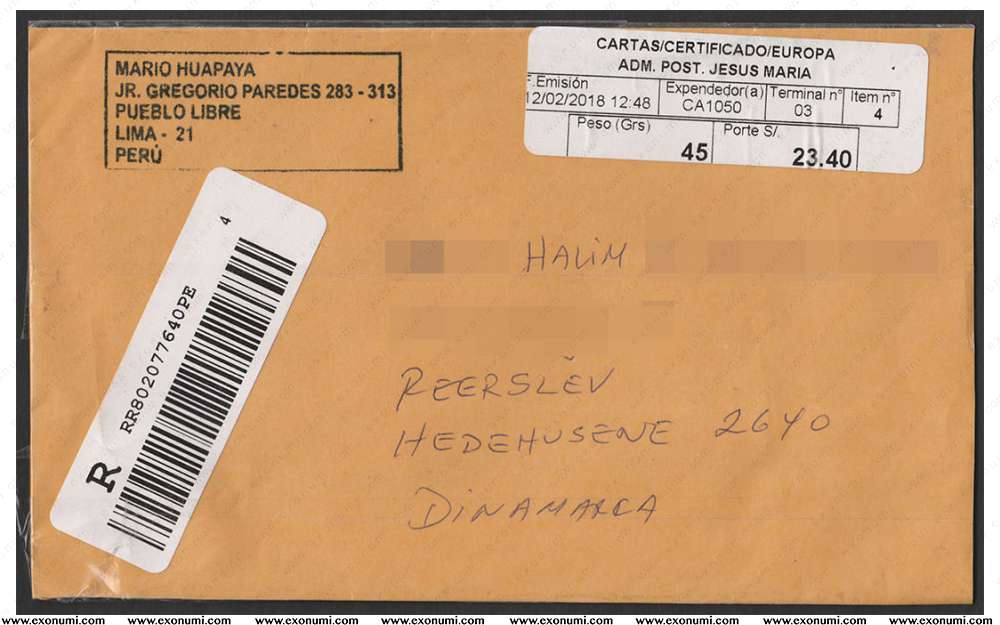 MARIO HUAPAYA
JR. GREGORIO PAREDES 283 - 313
PUEBLO LIBRE
LIMA - 21
PERÚ
CARTAS/CERTIFICADO/EUROPA
ADM. POST. JESUS MARIA
F.Emisión Expendedor(a) Terminal n° Item n°
12/02/2018 12:48 CA1050 03 4
Peso (Grs) Porte S/.
45 23.40
4
RR802077640PE
R
HALIM
REERSLEV
HEDEHUSENE 2640
DINAMARCA
www.exonumi.com www.exonumi.com www.exonumi.com www.exonumi.com www.exonumi.com www.exonumi.com www.exonumi.com www.exonumi.com